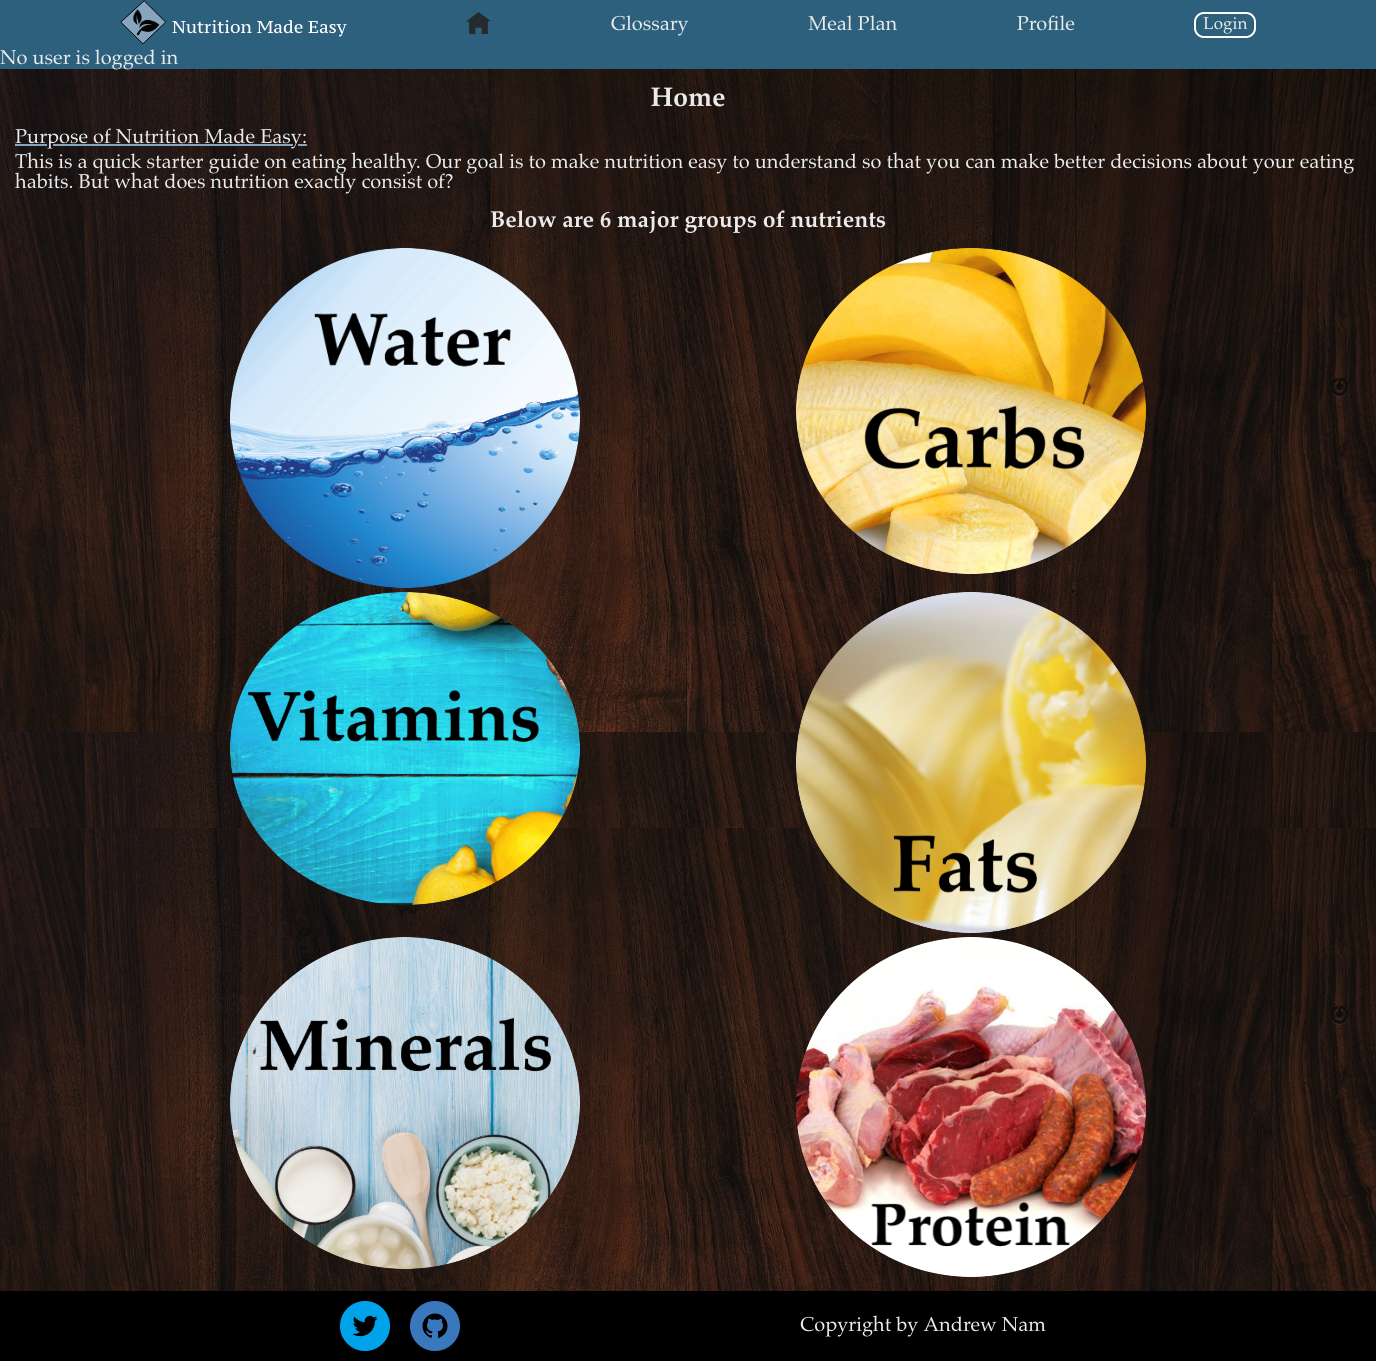 Nutrition Made Easy
Glossary
Meal Plan
Profile
Login
No user is logged in
Home
Purpose of Nutrition Made Easy:
This is a quick starter guide on eating healthy. Our goal is to make nutrition easy to understand so that you can make better decisions about your eating
habits. But what does nutrition exactly consist of?
Below are 6 major groups of nutrients
Water
Carbs
Vitamins
Fats
Minerals
Protein
Copyright by Andrew Nam